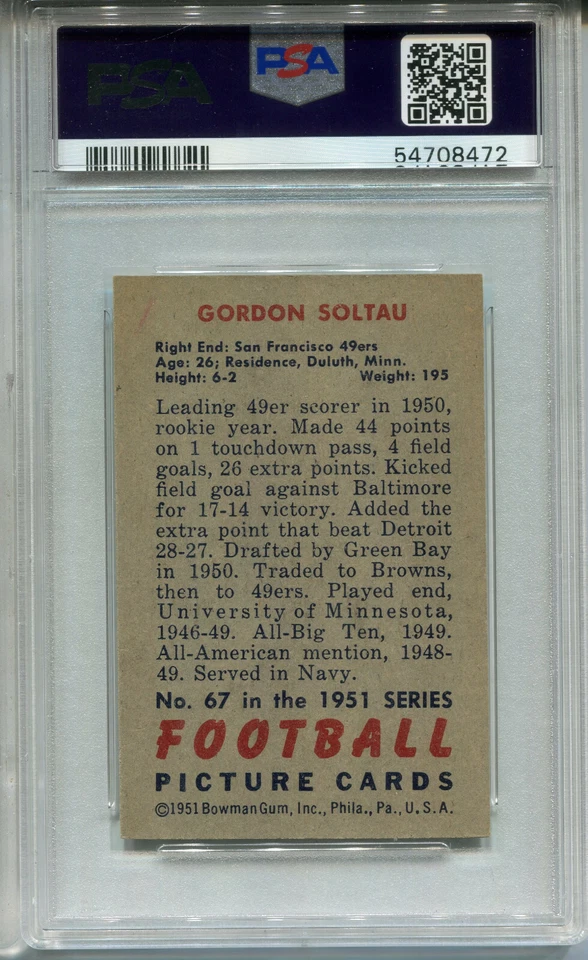 PSA
PSA
54708472
GORDON SOLTAU
Right End: San Francisco 49ers
Age: 26; Residence, Duluth, Minn.
Height: 6-2 Weight: 195
Leading 49er scorer in 1950,
rookie year. Made 44 points
on 1 touchdown pass, 4 field
goals, 26 extra points. Kicked
field goal against Baltimore
for 17-14 victory. Added the
extra point that beat Detroit
28-27. Drafted by Green Bay
in 1950. Traded to Browns,
then to 49ers. Played end,
University of Minnesota,
1946-49. All-Big Ten, 1949.
All-American mention, 1948-
49. Served in Navy.
No. 67 in the 1951 SERIES
FOOTBALL
PICTURE CARDS
©1951 Bowman Gum, Inc., Phila., Pa., U.S.A.